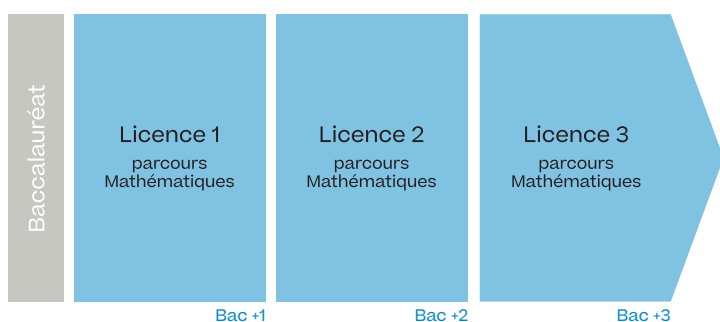 Baccalauréat
Licence 1
parcours
Mathématiques
Bac +1
Licence 2
parcours
Mathématiques
Bac +2
Licence 3
parcours
Mathématiques
Bac +3